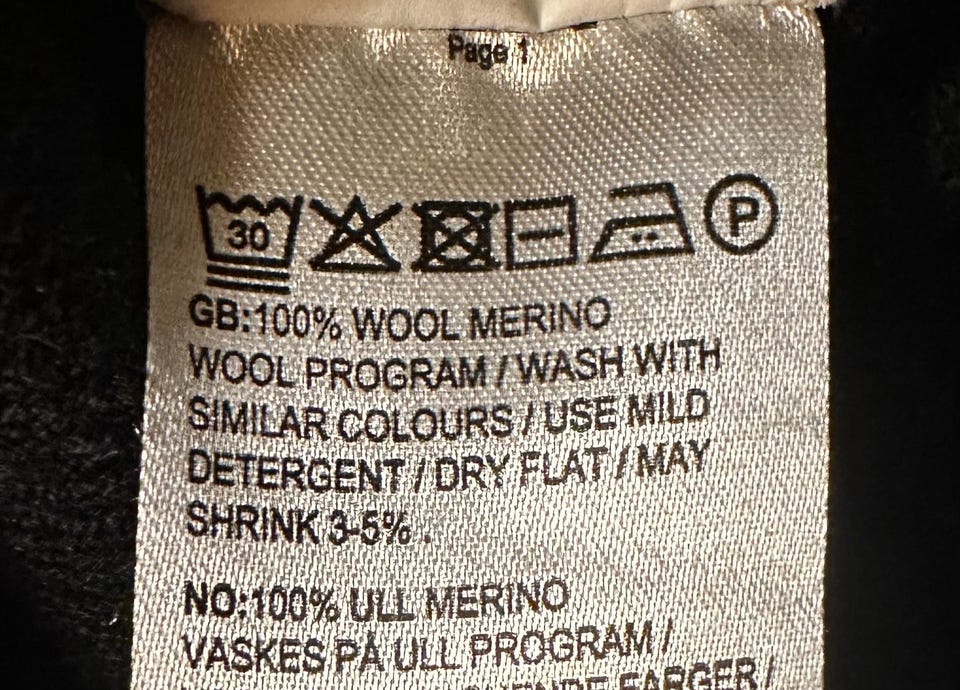 Page 1
30 P
GB:100% WOOL MERINO
WOOL PROGRAM / WASH WITH
SIMILAR COLOURS / USE MILD
DETERGENT / DRY FLAT / MAY
SHRINK 3-5% .
NO:100% ULL MERINO
VASKES PÅ ULL PROGRAM /
FARGER /